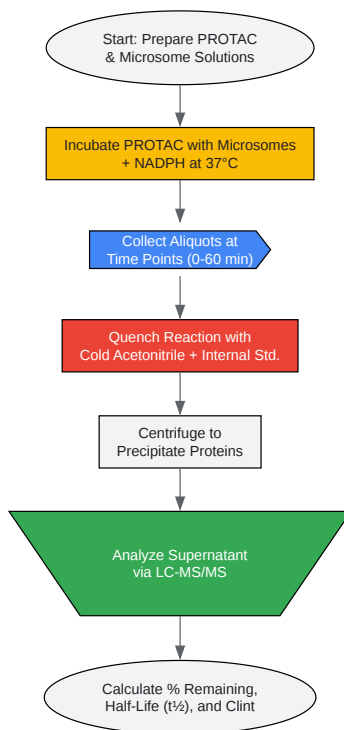 Start: Prepare PROTAC
& Microsome Solutions
Incubate PROTAC with Microsomes
+ NADPH at 37°C
Collect Aliquots at
Time Points (0-60 min)
Quench Reaction with
Cold Acetonitrile + Internal Std.
Centrifuge to
Precipitate Proteins
Analyze Supernatant
via LC-MS/MS
Calculate % Remaining,
Half-Life (t½), and Clint